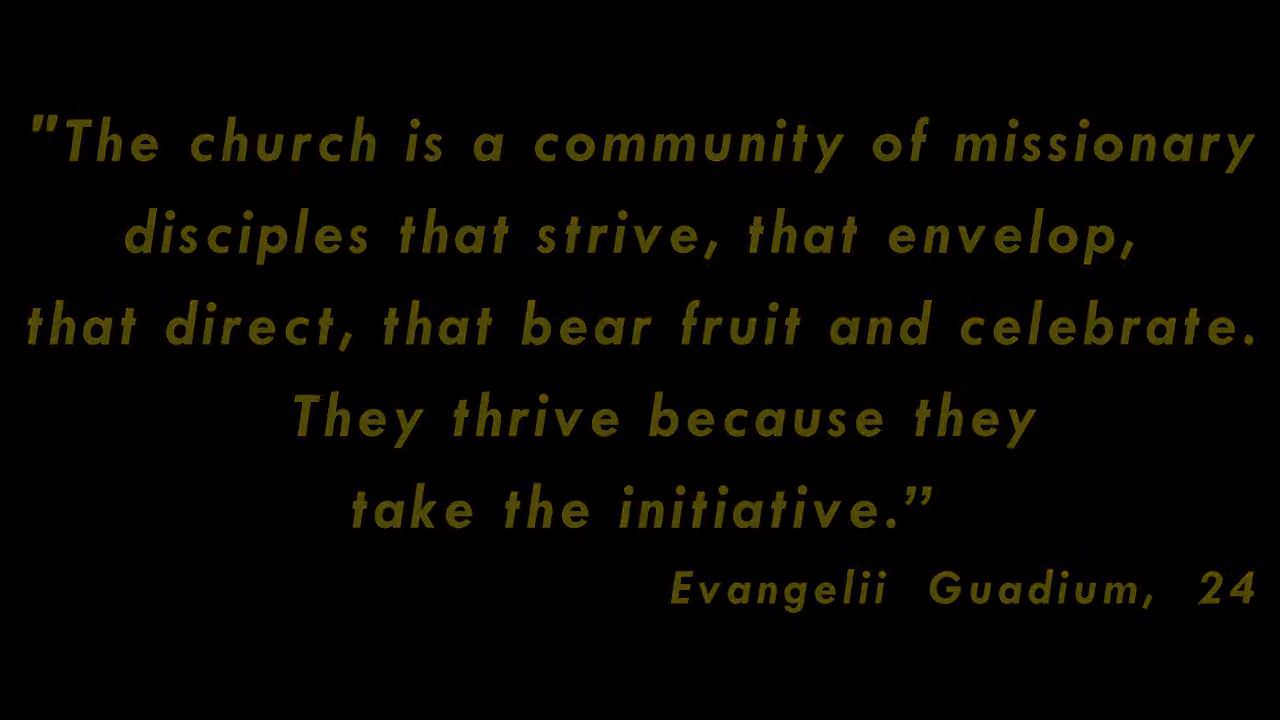 "The church is a community of missionary
disciples that strive, that envelop,
that direct, that bear fruit and celebrate.
They thrive because they
take the initiative.”
Evangelii Guadium, 24